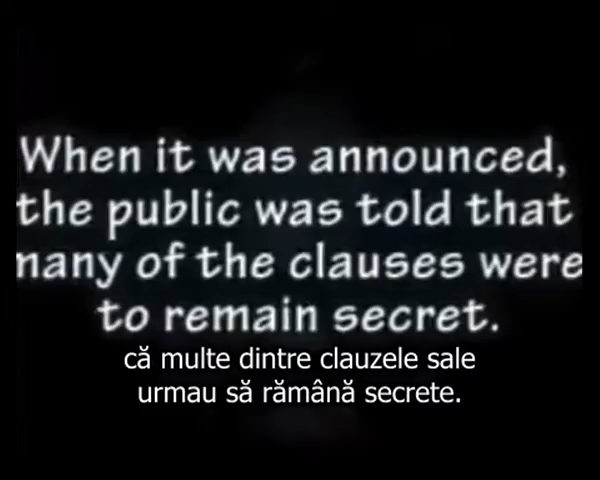 When it was announced,
the public was told that
many of the clauses were
to remain secret.
că multe dintre clauzele sale
urmau să rămână secrete.